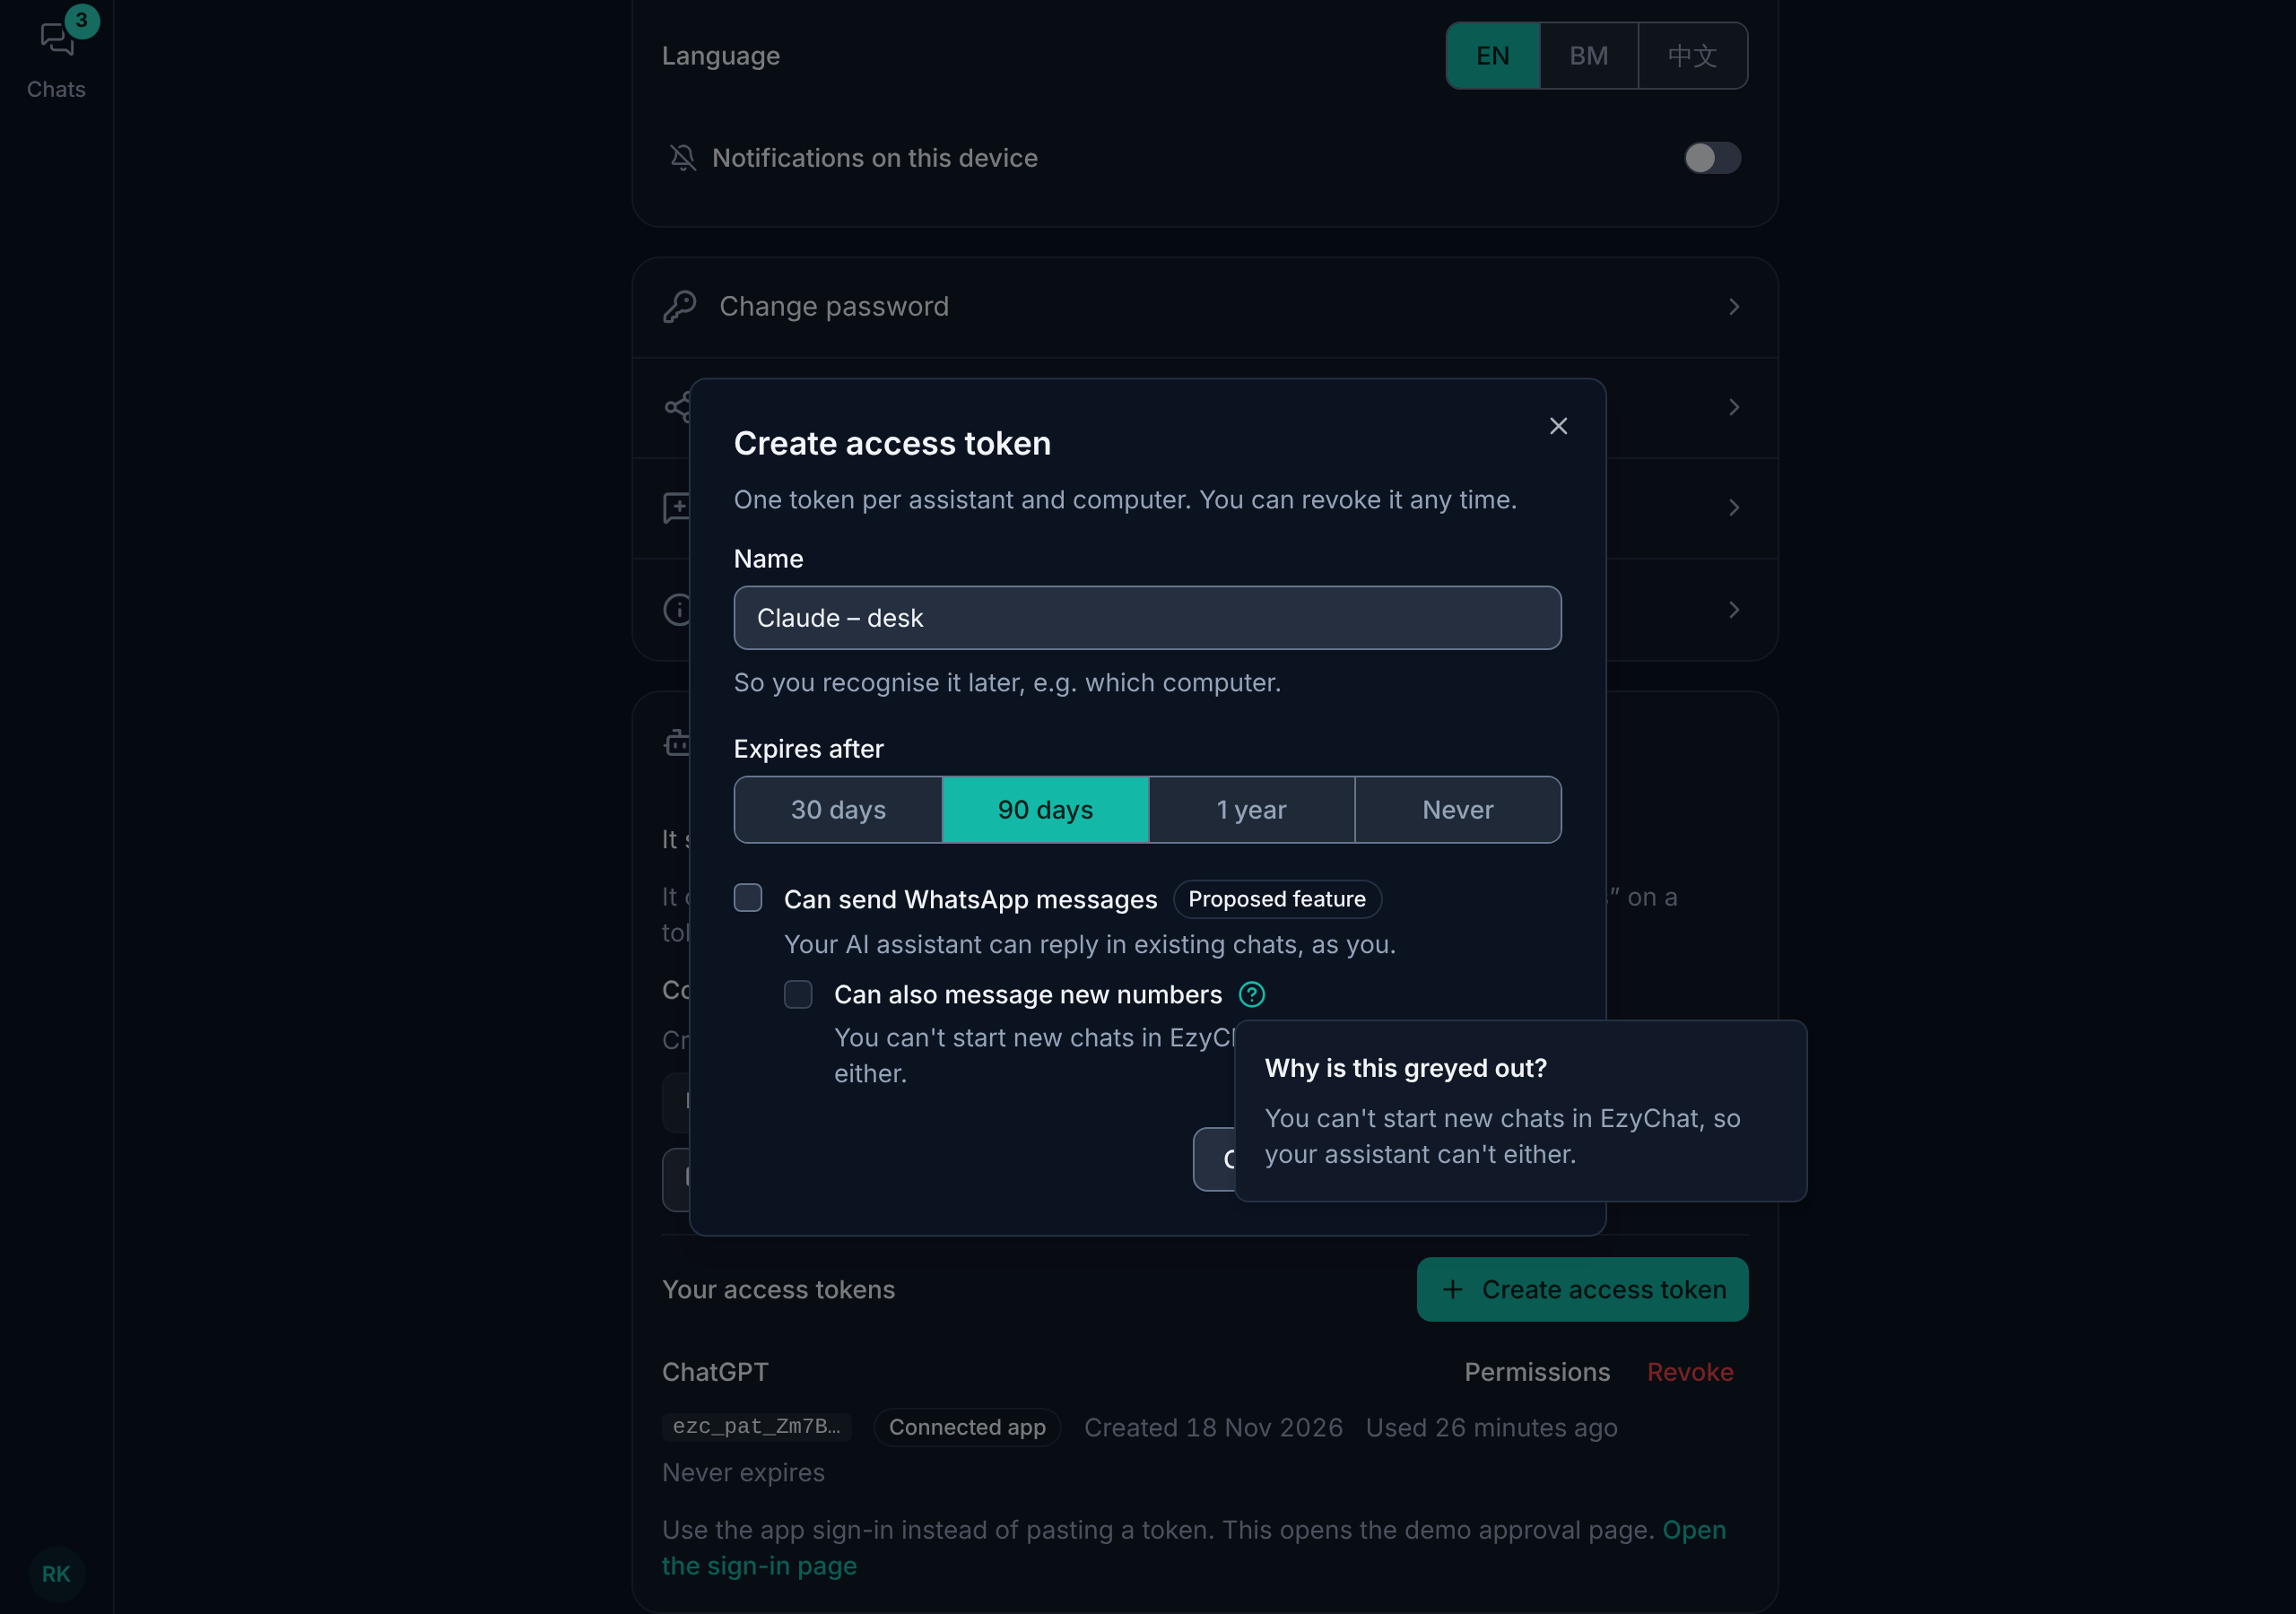 3
Chats
Language
EN
BM
中文
Notifications on this device
Change password
Create access token
One token per assistant and computer. You can revoke it any time.
Name
Claude – desk
So you recognise it later, e.g. which computer.
Expires after
30 days
90 days
1 year
Never
Can send WhatsApp messages
Proposed feature
Your AI assistant can reply in existing chats, as you.
Can also message new numbers
You can't start new chats in
either.
Why is this greyed out?
You can't start new chats in EzyChat, so
your assistant can't either.
It
It
” on a
Your access tokens
Create access token
ChatGPT
Permissions
Revoke
ezc_pat_Zm7B…
Connected app
Created 18 Nov 2026
Used 26 minutes ago
Never expires
Use the app sign-in instead of pasting a token. This opens the demo approval page. Open
the sign-in page
RK